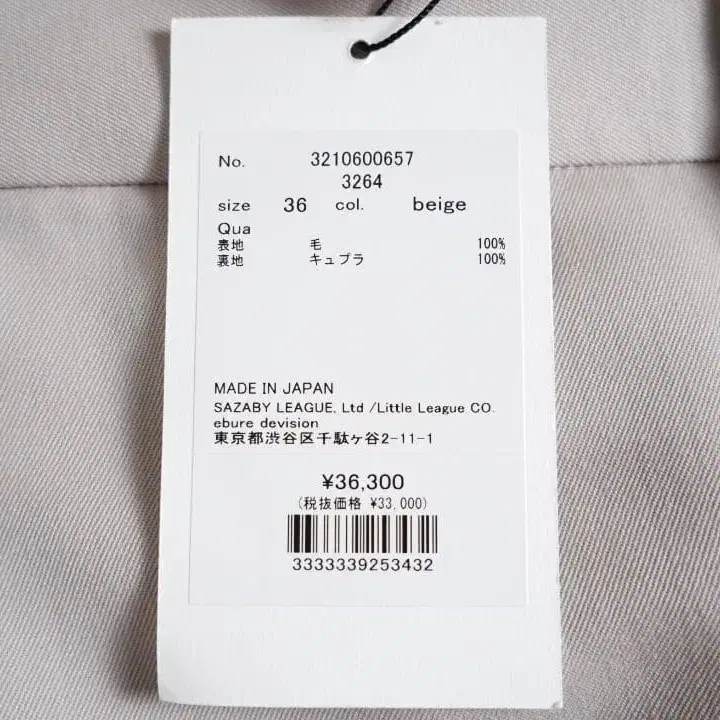 No. 3210600657
3264
size 36 col. beige
Qua
表地 毛 100%
裏地 キュプラ 100%
MADE IN JAPAN
SAZABY LEAGUE, Ltd /Little League CO.
ebure devision
東京都渋谷区千駄ヶ谷2-11-1
¥36,300
(税抜価格 ¥33,000)
3333339253432